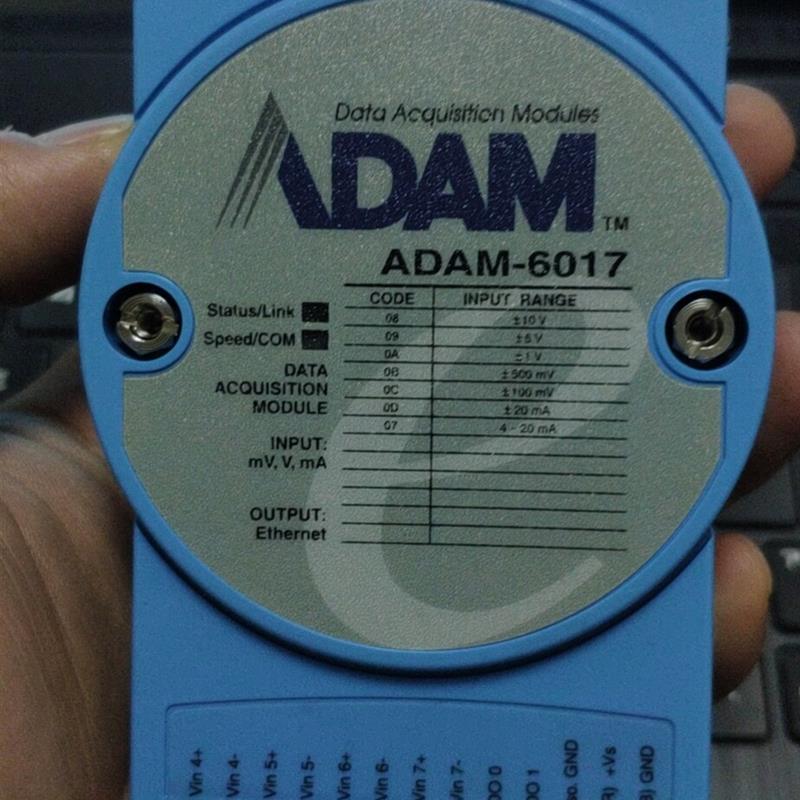 Data Acquisition Modules
ADAM TM
ADAM-6017
CODE INPUT RANGE
08 ±10 V
09 ±5 V
0A ±1 V
0B ±500 mV
0C ±100 mV
0D ±20 mA
07 4 - 20 mA
Status/Link
Speed/COM
DATA
ACQUISITION
MODULE
INPUT:
mV, V, mA
OUTPUT:
Ethernet
Vin 4+
Vin 4-
Vin 5+
Vin 5-
Vin 6+
Vin 6-
Vin 7+
Vin 7-
DO 0
DO 1
GND
+Vs
GND